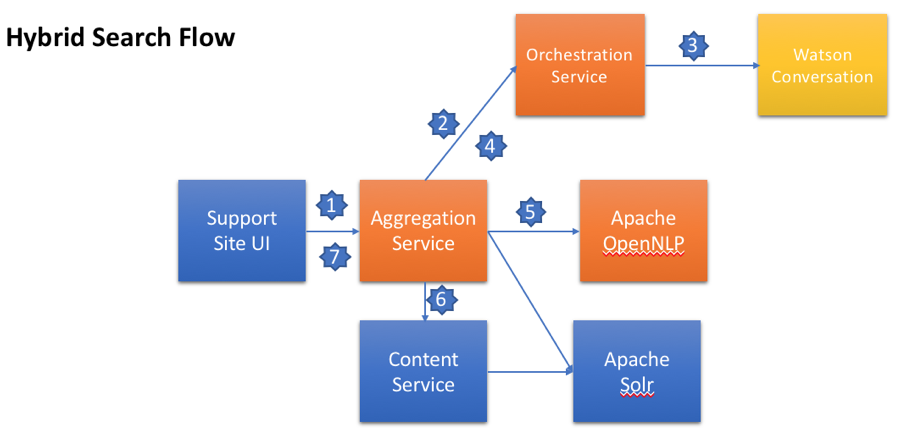 Hybrid Search Flow
Orchestration
Service
3
Watson
Conversation
2
4
Support
Site UI
1
7
Aggregation
Service
5
Apache
OpenNLP
6
Content
Service
Apache
Solr